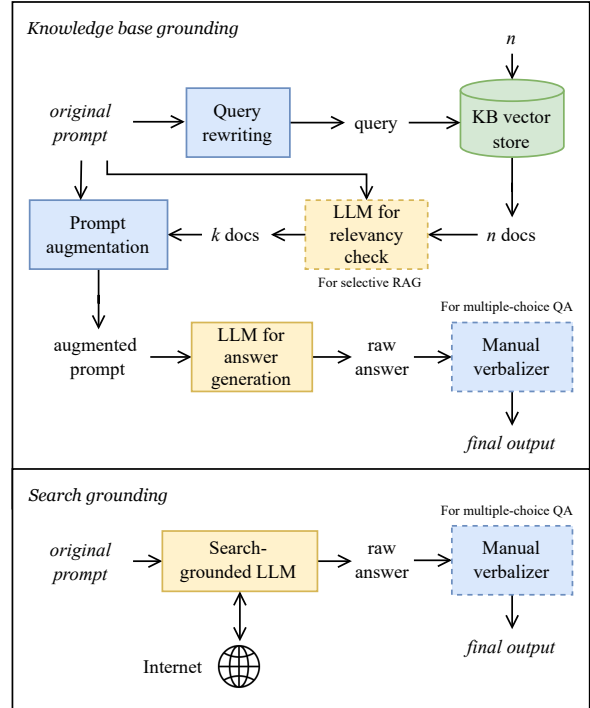 Knowledge base grounding
n
original
prompt
Query
rewriting
query
KB vector
store
Prompt
augmentation
k docs
LLM for
relevancy
check
n docs
For selective RAG
For multiple-choice QA
augmented
prompt
LLM for
answer
generation
raw
answer
Manual
verbalizer
final output
Search grounding
For multiple-choice QA
original
prompt
Search-
grounded LLM
raw
answer
Manual
verbalizer
final output
Internet